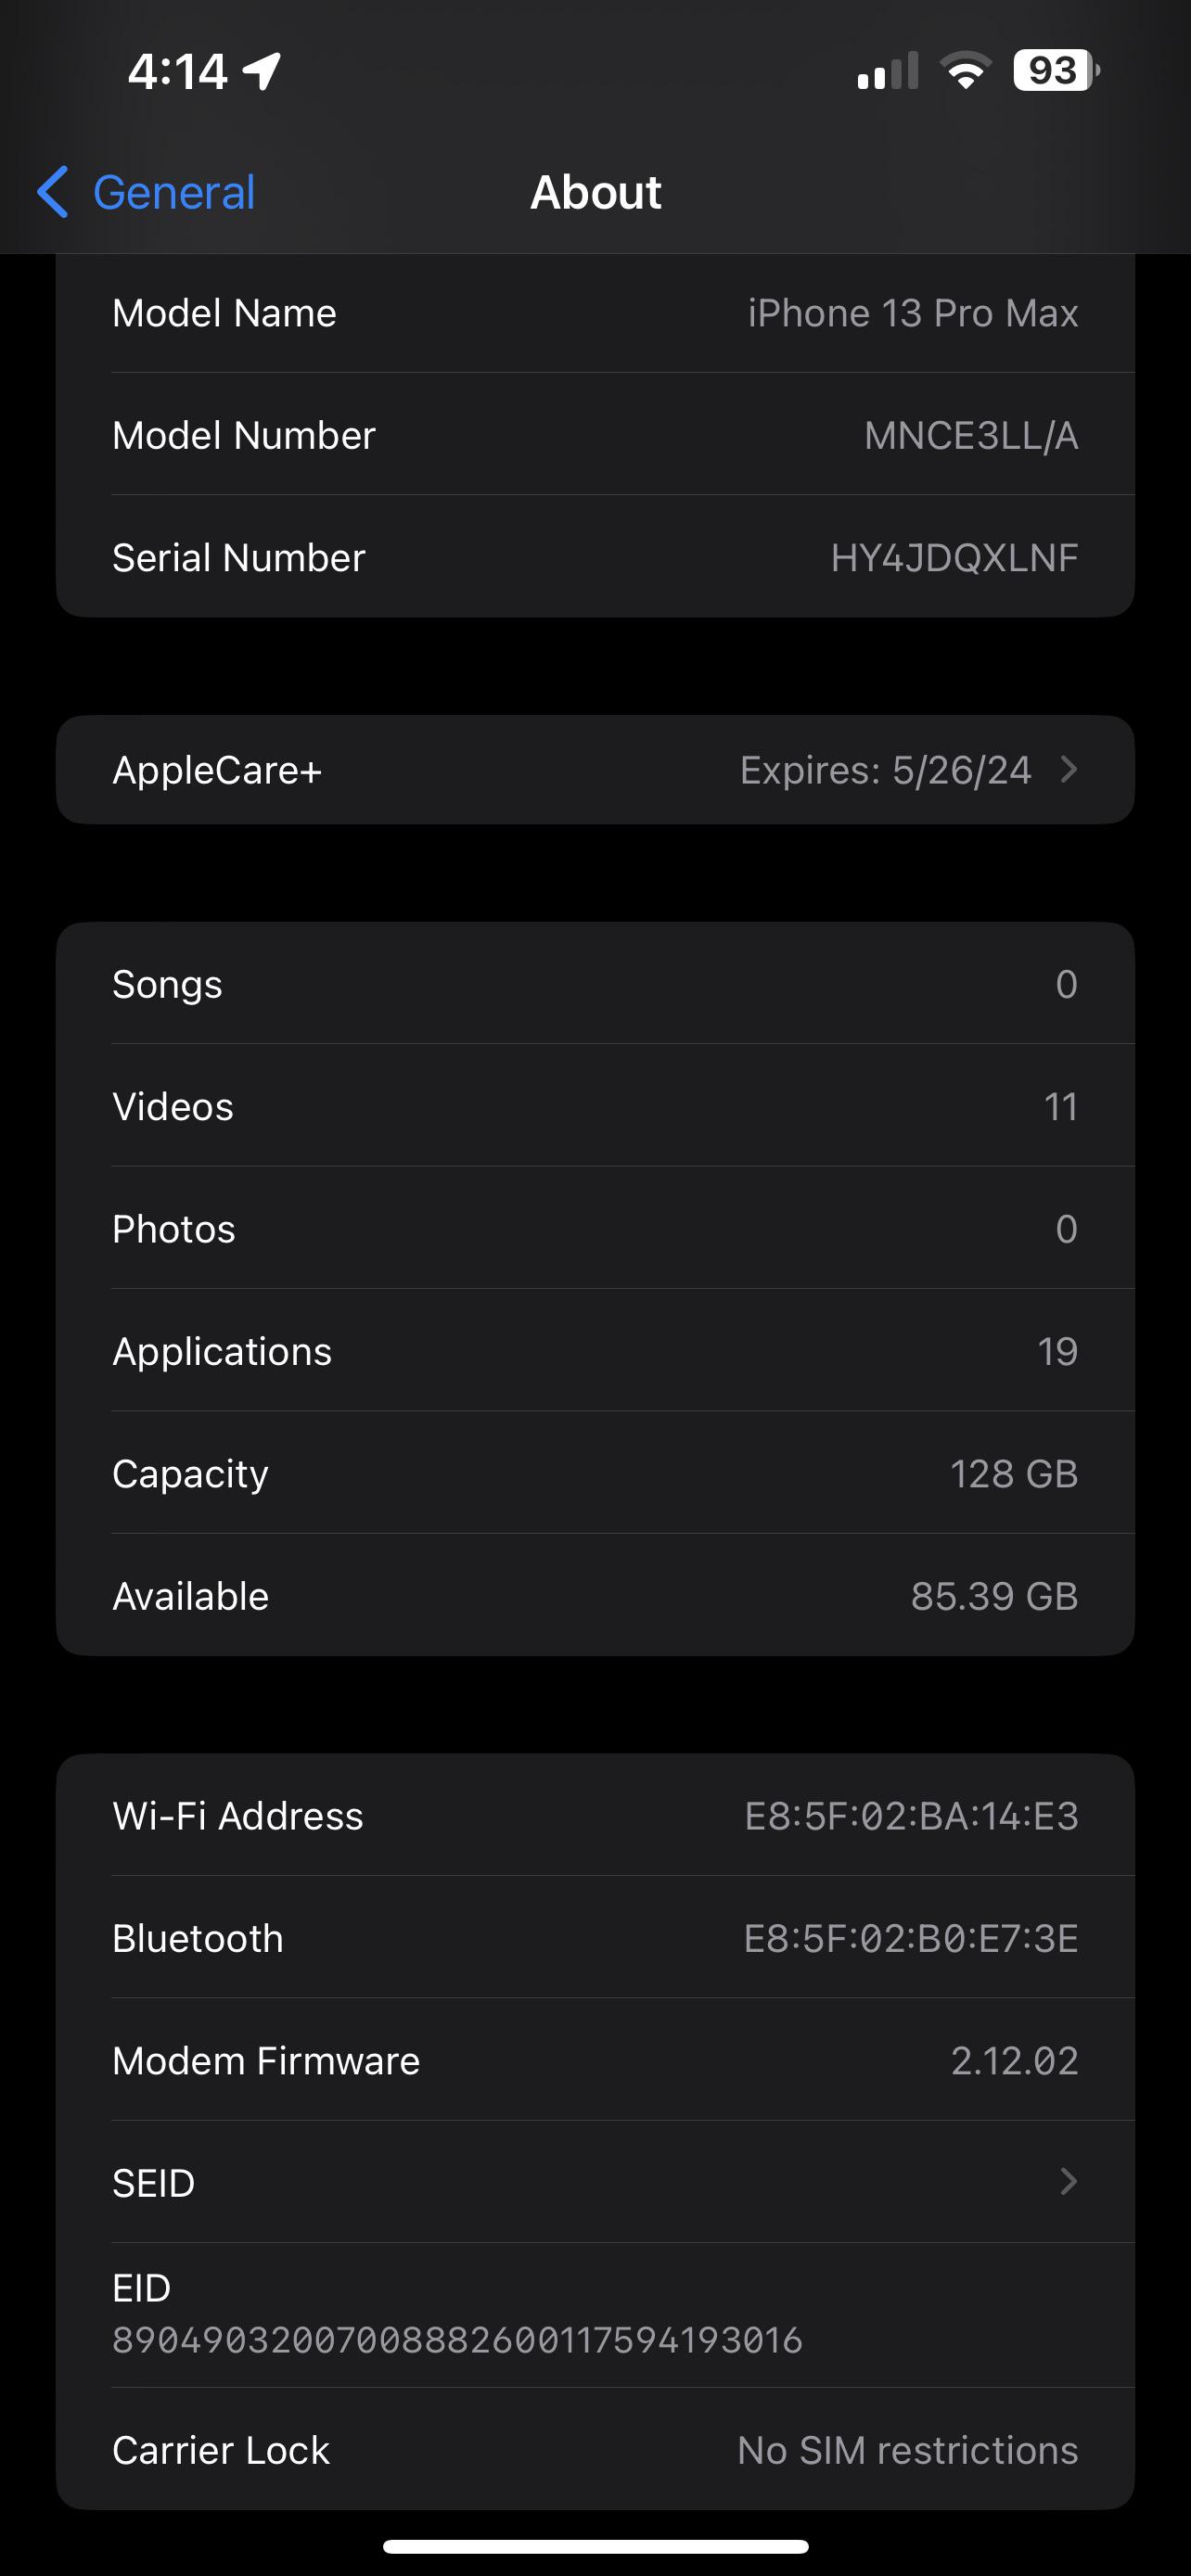 4:14
93
General
About
Model Name iPhone 13 Pro Max
Model Number MNCE3LL/A
Serial Number HY4JDQXLNF
AppleCare+ Expires: 5/26/24
Songs 0
Videos 11
Photos 0
Applications 19
Capacity 128 GB
Available 85.39 GB
Wi-Fi Address E8:5F:02:BA:14:E3
Bluetooth E8:5F:02:B0:E7:3E
Modem Firmware 2.12.02
SEID
EID
89049032007008882600117594193016
Carrier Lock No SIM restrictions